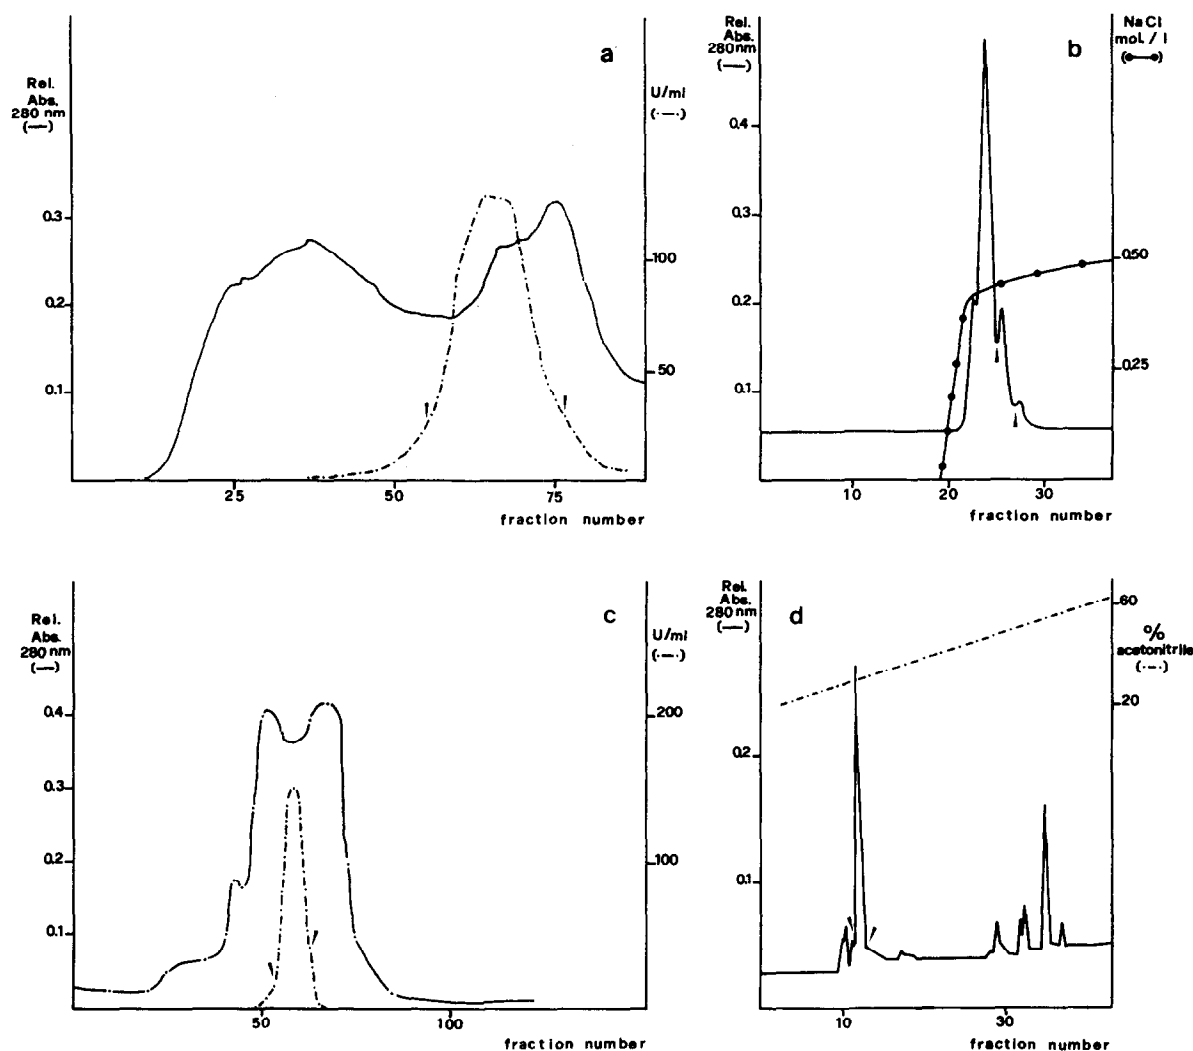 a
Rel.
Abs.
280 nm
(—)
U/ml
(·—·)
0.3
0.2
0.1
100
50
25
50
75
fraction number
b
Rel.
Abs.
280nm
(—)
NaCl
mol. / l
(●—●)
0.4
0.3
0.2
0.1
0.50
0.25
10
20
30
fraction number
c
Rel.
Abs.
280 nm
(—)
U/ml
(·—·)
0.4
0.3
0.2
0.1
200
100
50
100
fraction number
d
Rel.
Abs.
280 nm
(—)
60
%
acetonitrile
(·—·)
20
0.2
0.1
10
30
fraction number